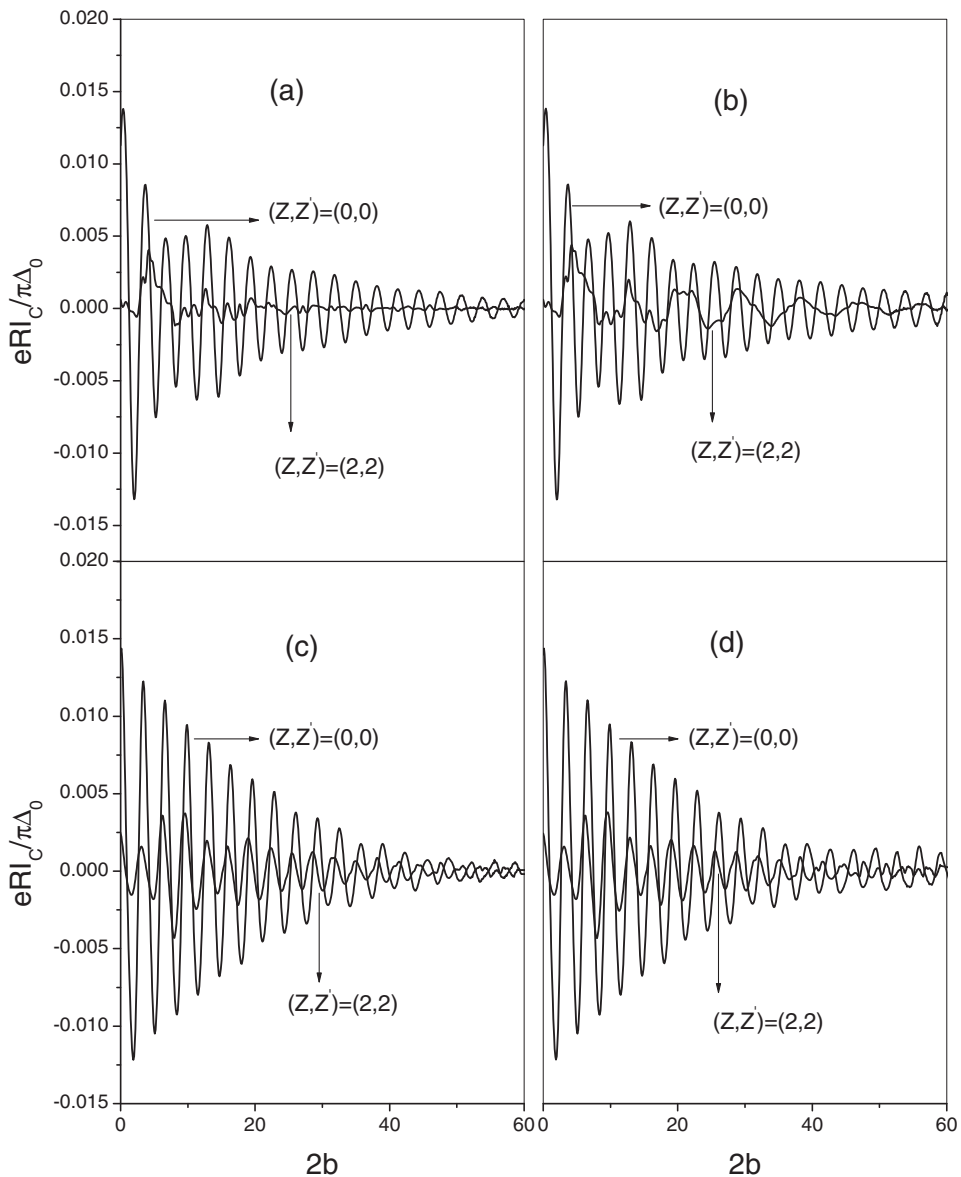 0.020
0.015
0.010
0.005
0.000
-0.005
-0.010
-0.015
eRI_C/πΔ_0
(a)
(Z,Z')=(0,0)
(Z,Z')=(2,2)
(b)
(Z,Z')=(0,0)
(Z,Z')=(2,2)
0.020
0.015
0.010
0.005
0.000
-0.005
-0.010
-0.015
eRI_C/πΔ_0
(c)
(Z,Z')=(0,0)
(Z,Z')=(2,2)
(d)
(Z,Z')=(0,0)
(Z,Z')=(2,2)
0 20 40 60
0 20 40 60
2b
2b